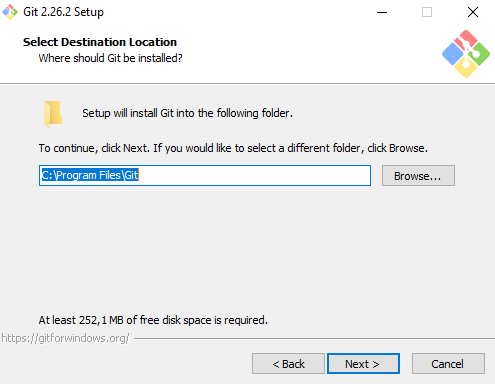 Git 2.26.2 Setup
Select Destination Location
Where should Git be installed?
Setup will install Git into the following folder.
To continue, click Next. If you would like to select a different folder, click Browse.
C:\Program Files\Git
Browse...
At least 252,1 MB of free disk space is required.
https://gitforwindows.org/
< Back
Next >
Cancel